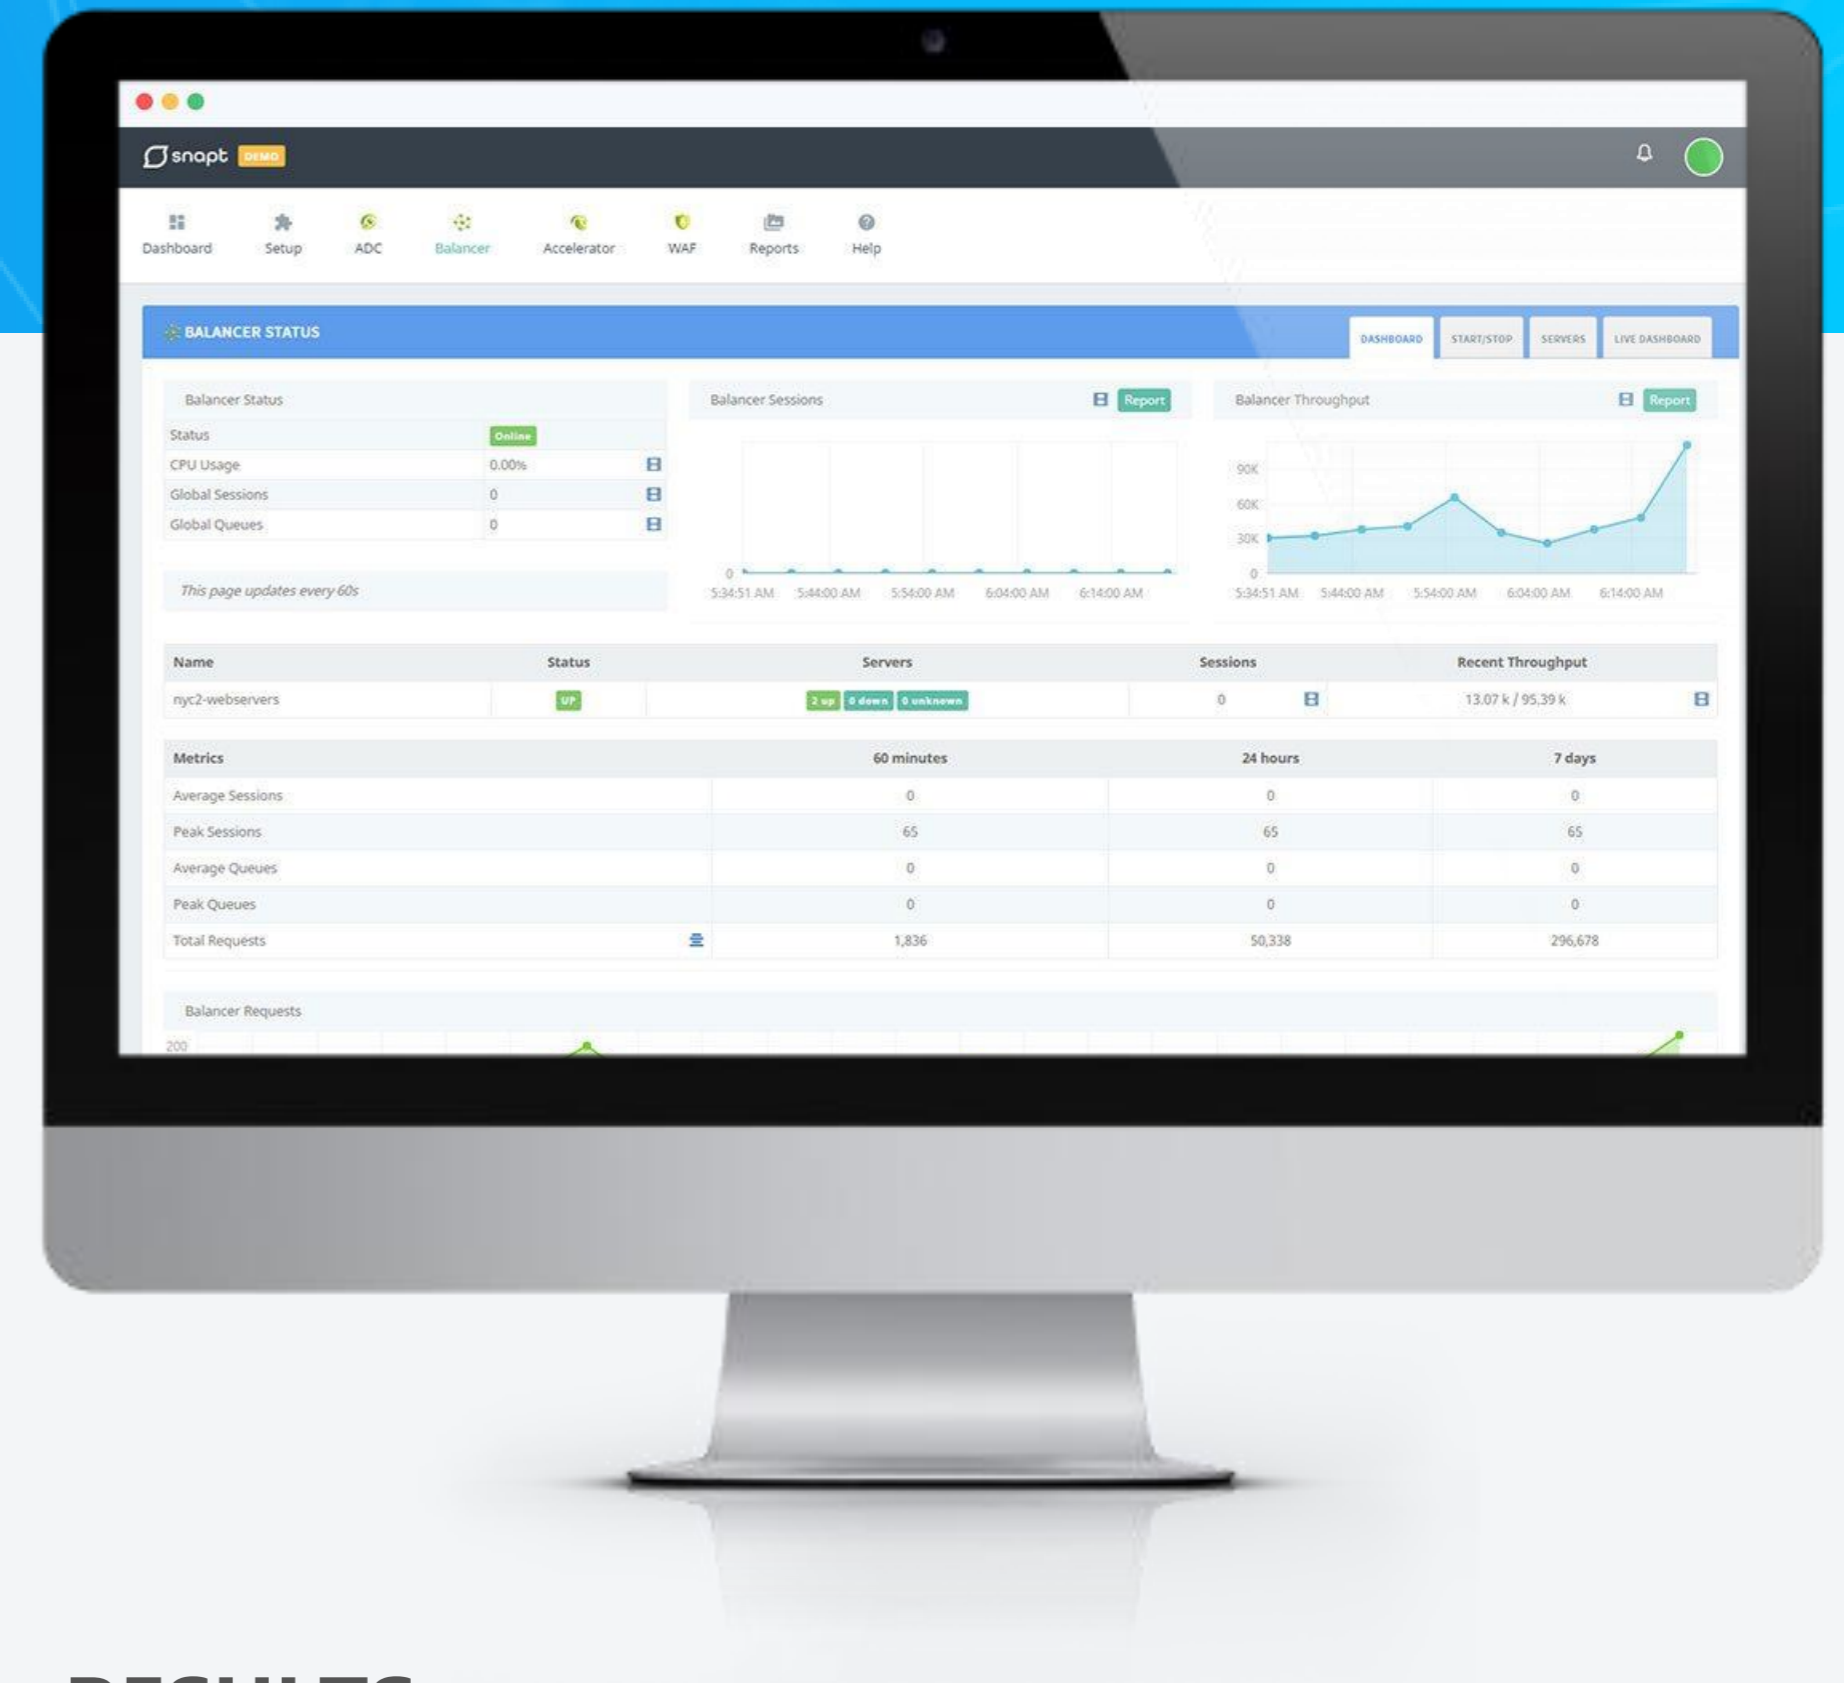 snapt DEMO
Dashboard Setup ADC Balancer Accelerator WAF Reports Help
BALANCER STATUS
DASHBOARD START/STOP SERVERS LIVE DASHBOARD
Balancer Status
Status Online
CPU Usage 0.00%
Global Sessions 0
Global Queues 0
This page updates every 60s
Balancer Sessions Report
0
5:34:51 AM 5:44:00 AM 5:54:00 AM 6:04:00 AM 6:14:00 AM
Balancer Throughput Report
90K
60K
30K
0
5:34:51 AM 5:44:00 AM 5:54:00 AM 6:04:00 AM 6:14:00 AM
Name Status Servers Sessions Recent Throughput
nyc2-webservers UP 2 up 0 down 0 unknown 0 13.07 k / 95.39 k
Metrics 60 minutes 24 hours 7 days
Average Sessions 0 0 0
Peak Sessions 65 65 65
Average Queues 0 0 0
Peak Queues 0 0 0
Total Requests 1,836 50,338 296,678
Balancer Requests
200
RESULTS